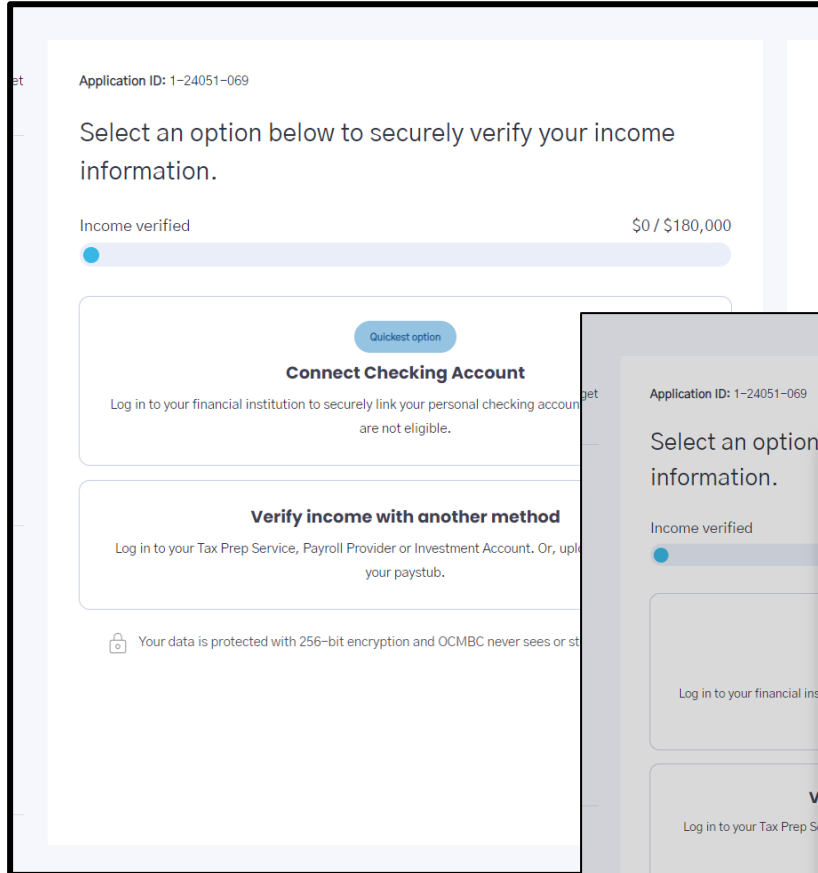 et
Application ID: 1-24051-069
Select an option below to securely verify your income
information.
Income verified
$0 / $180,000
Quickest option
Connect Checking Account
Log in to your financial institution to securely link your personal checking
are not eligible.
Verify income with another method
Log in to your Tax Prep Service, Payroll Provider or Investment Account. Or,
your paystub.
Your data is protected with 256-bit encryption and OCMBC never sees or
get
Application ID: 1-24051-069
Select an option
information.
Income verified
Log in to your financial
Log in to your Tax Prep